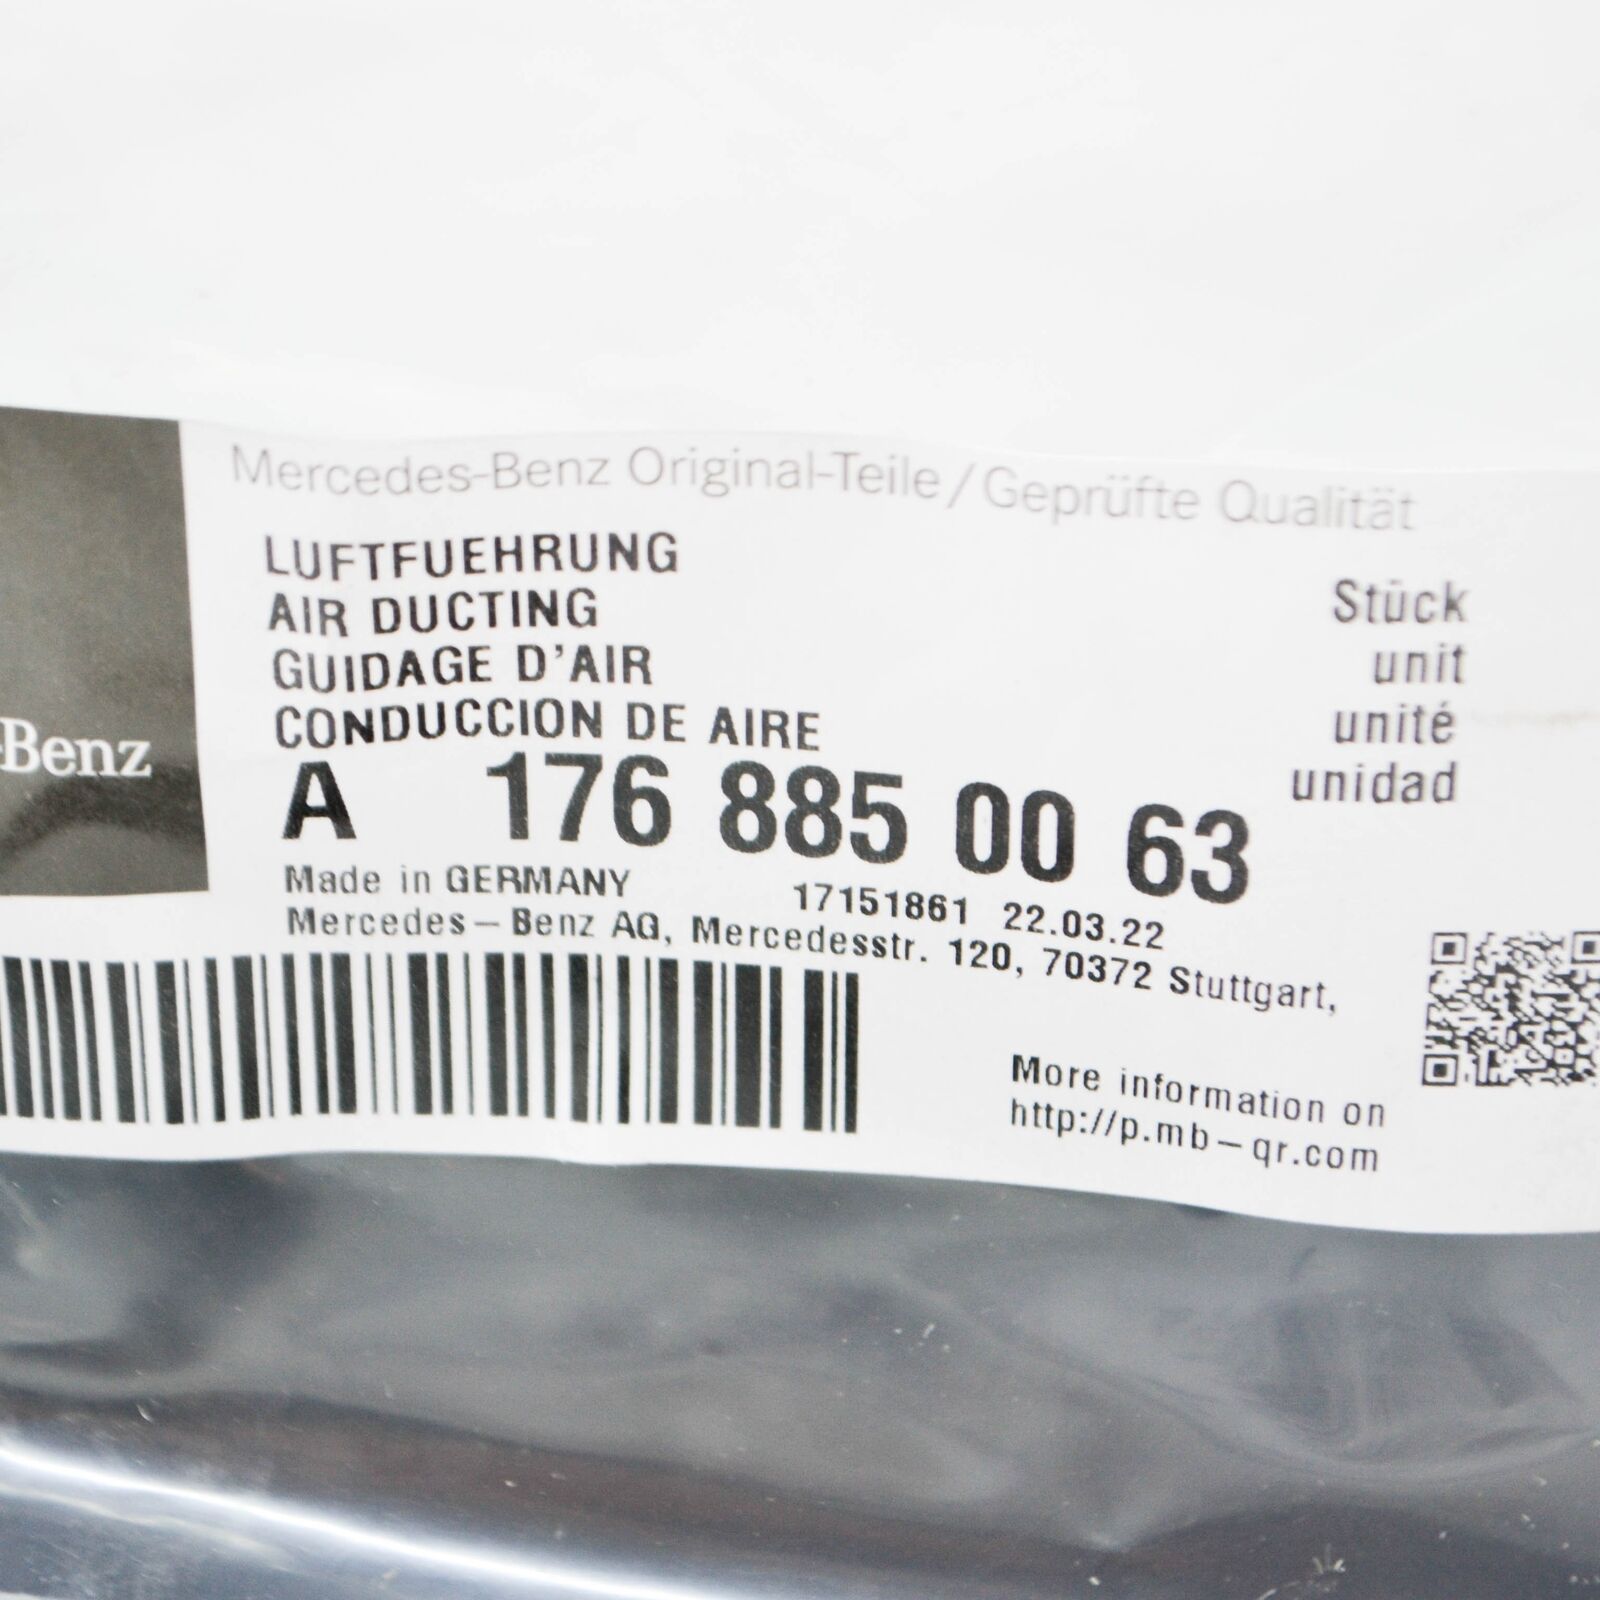 -Benz
Mercedes-Benz Original-Teile/Geprüfte Qualität
LUFTFUEHRUNG
AIR DUCTING
GUIDAGE D'AIR
CONDUCCION DE AIRE
Stück
unit
unité
unidad
A 176 885 00 63
Made in GERMANY 17151861 22.03.22
Mercedes-Benz AG, Mercedesstr. 120, 70372 Stuttgart,
More information on
http://p.mb-qr.com